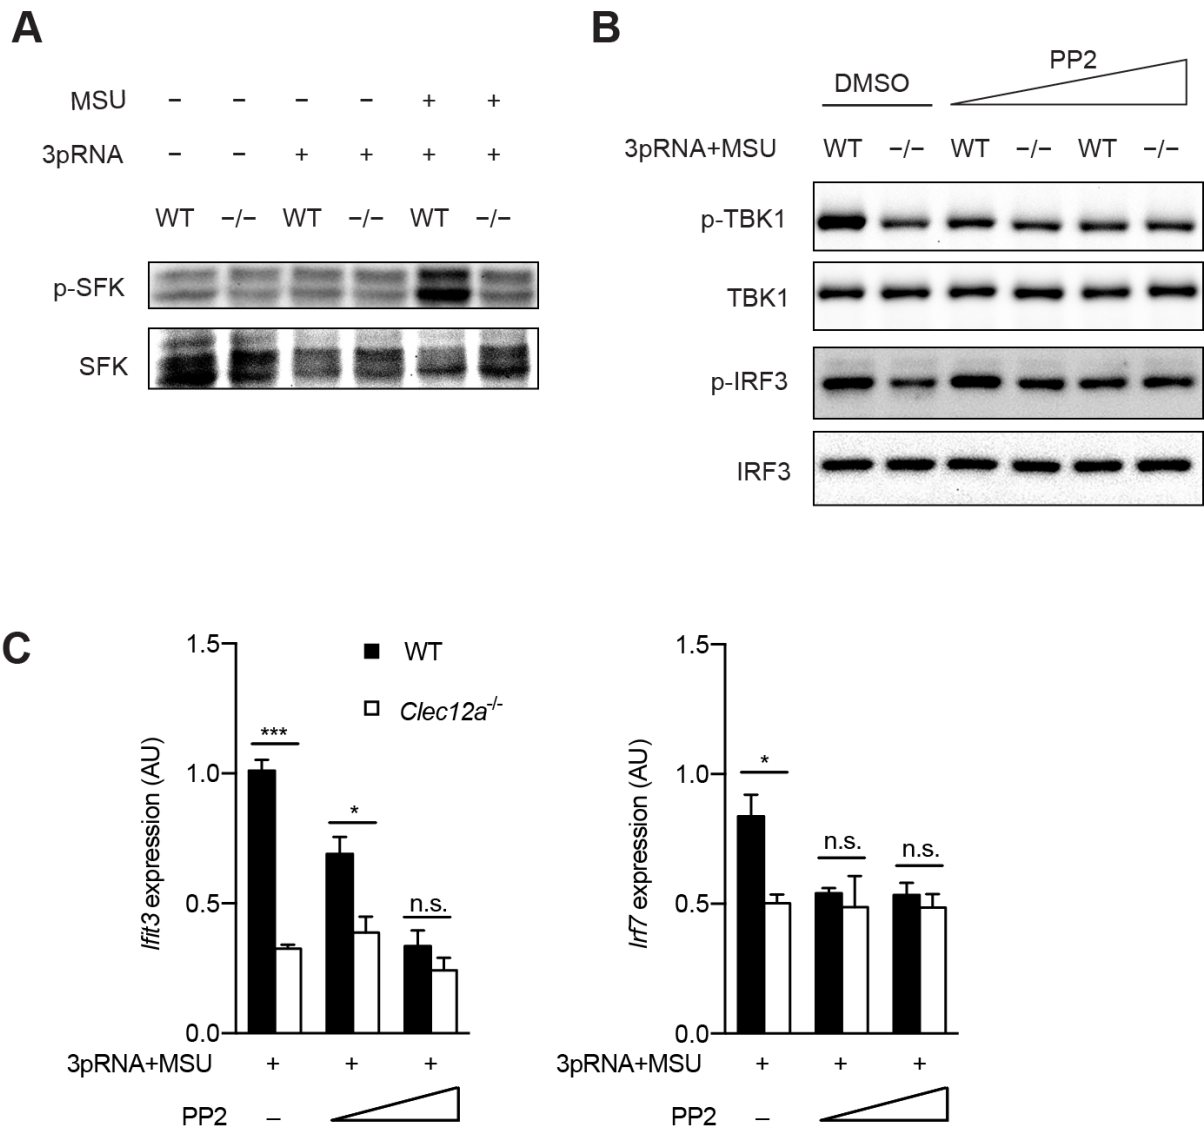 A
MSU – – – – + +
3pRNA – – + + + +
WT –/– WT –/– WT –/–
p-SFK
SFK
B
DMSO PP2
3pRNA+MSU WT –/– WT –/– WT –/–
p-TBK1
TBK1
p-IRF3
IRF3
C
WT
Clec12a-/-
Ifit3 expression (AU)
1.5
1.0
0.5
0.0
***
*
n.s.
3pRNA+MSU + + +
PP2 –
Irf7 expression (AU)
1.5
1.0
0.5
0.0
*
n.s.
n.s.
3pRNA+MSU + + +
PP2 –